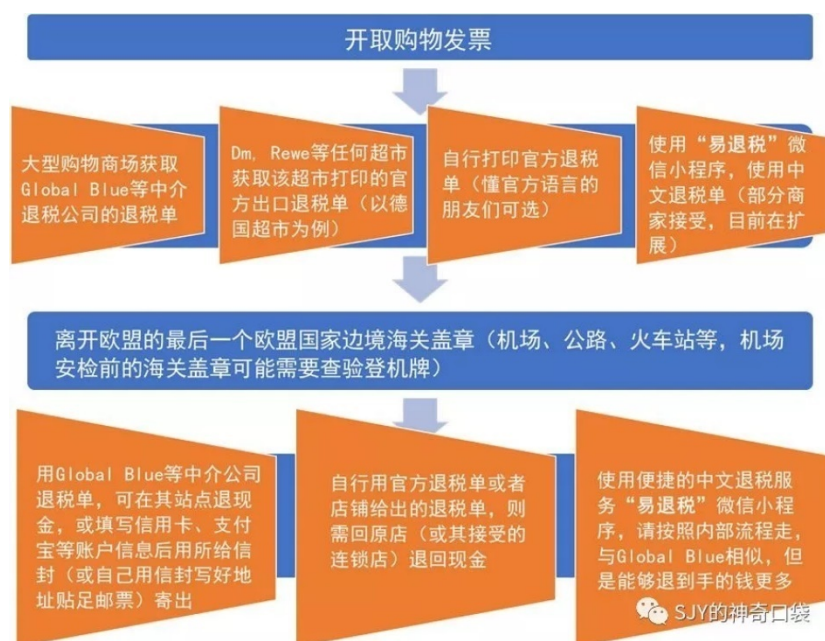 开取购物发票
大型购物商场获取
Global Blue等中介
退税公司的退税单
Dm, Rewe等任何超市
获取该超市打印的官
方出口退税单（以德
国超市为例）
自行打印官方退税
单（懂官方语言的
朋友们可选）
使用“易退税”微
信小程序，使用中
文退税单（部分商
家接受，目前在扩
展）
离开欧盟的最后一个欧盟国家边境海关盖章（机场、公路、火车站等，机场
安检前的海关盖章可能需要查验登机牌）
用Global Blue等中介公司
退税单，可在其站点退现
金，或填写信用卡、支付
宝等账户信息后用所给信
封（或自己用信封写好地
址贴足邮票）寄出
自行用官方退税单或者
店铺给出的退税单，则
需回原店（或其接受的
连锁店）退回现金
使用便捷的中文退税服
务“易退税”微信小程
序，请按照内部流程走，
与Global Blue相似，但
是能够退到手的钱更多
SJY的神奇口袋